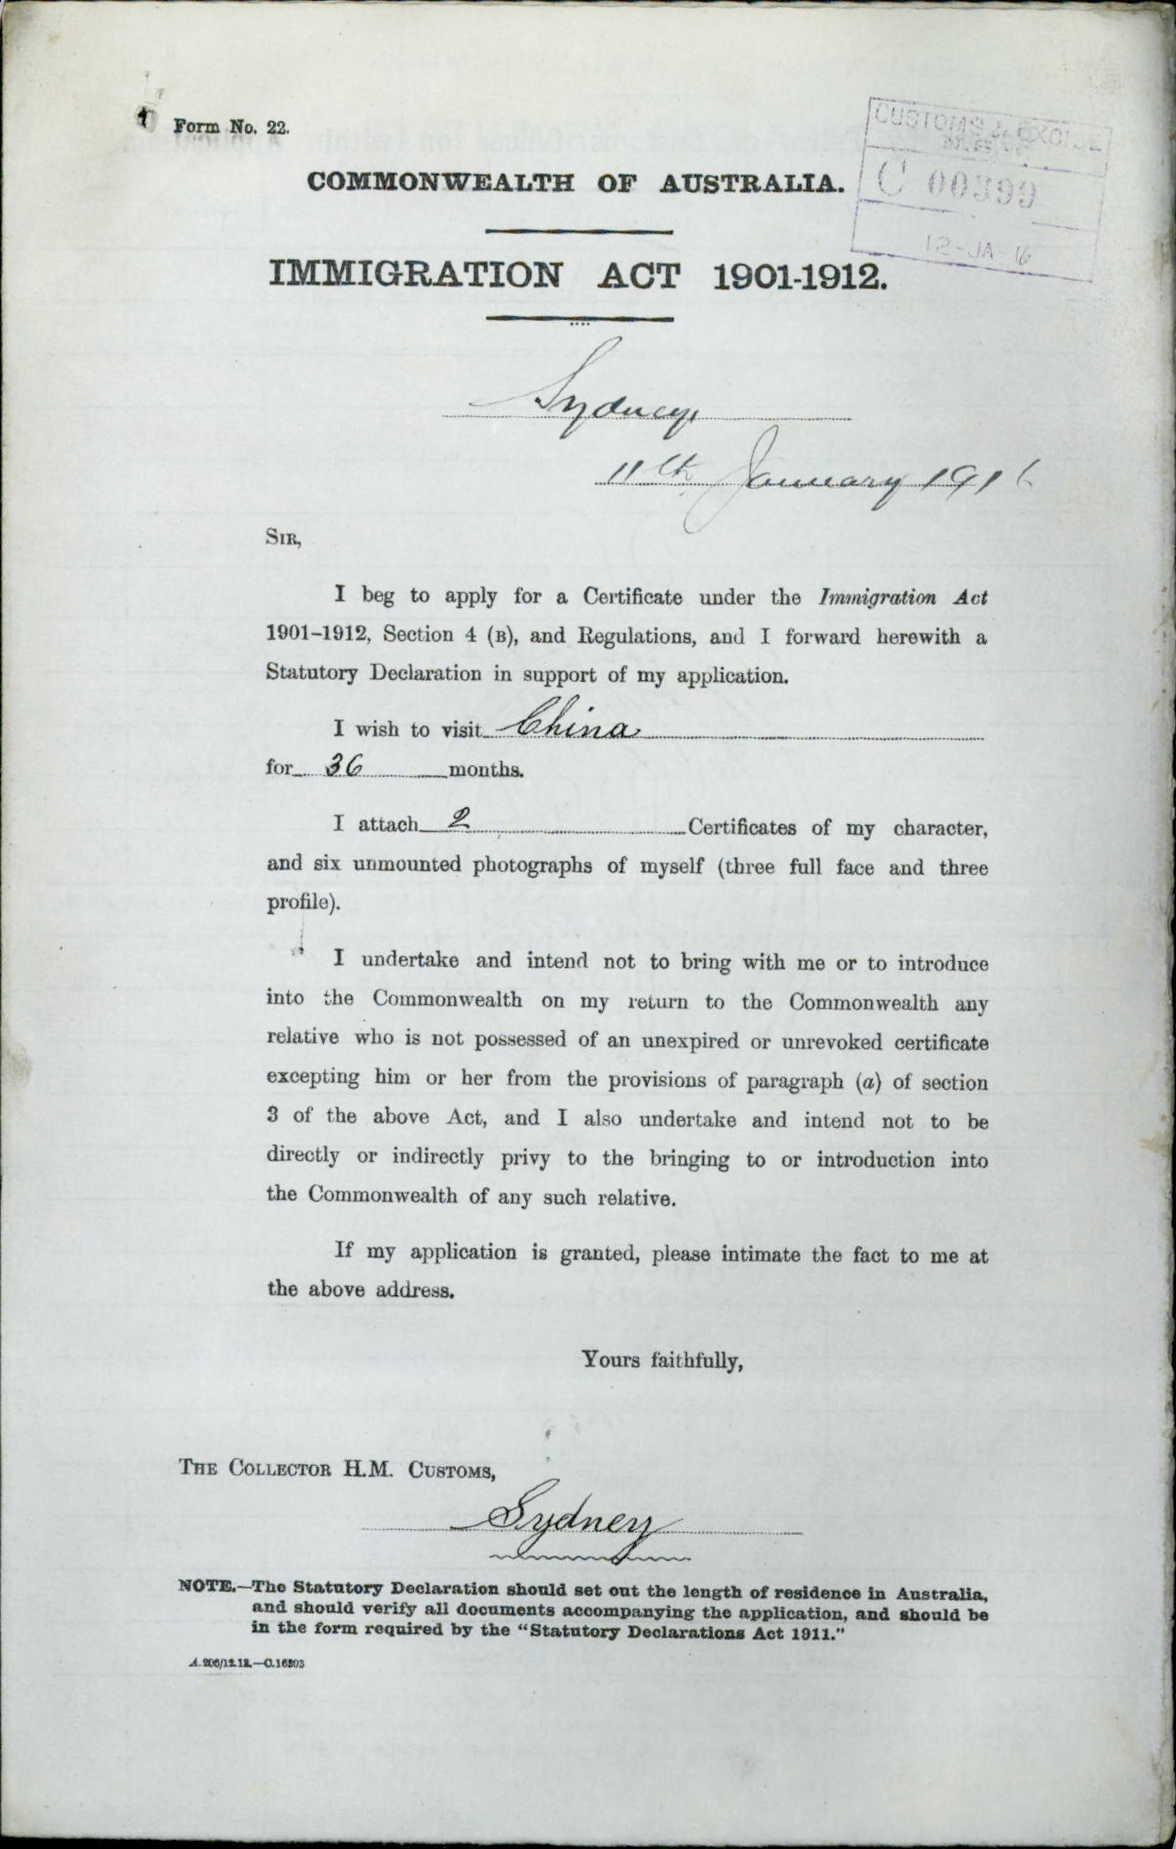 Form No. 22.
CUSTOMS & EXCISE
C 00399
12-JA-16
COMMONWEALTH OF AUSTRALIA.
IMMIGRATION ACT 1901-1912.
Sydney,
11th January 1916
SIR,
I beg to apply for a Certificate under the Immigration Act
1901–1912, Section 4 (B), and Regulations, and I forward herewith a
Statutory Declaration in support of my application.
I wish to visit China
for 36 months.
I attach 2 Certificates of my character,
and six unmounted photographs of myself (three full face and three
profile).
I undertake and intend not to bring with me or to introduce
into the Commonwealth on my return to the Commonwealth any
relative who is not possessed of an unexpired or unrevoked certificate
excepting him or her from the provisions of paragraph (a) of section
3 of the above Act, and I also undertake and intend not to be
directly or indirectly privy to the bringing to or introduction into
the Commonwealth of any such relative.
If my application is granted, please intimate the fact to me at
the above address.
Yours faithfully,
THE COLLECTOR H.M. CUSTOMS,
Sydney
NOTE.—The Statutory Declaration should set out the length of residence in Australia,
and should verify all documents accompanying the application, and should be
in the form required by the “Statutory Declarations Act 1911.”